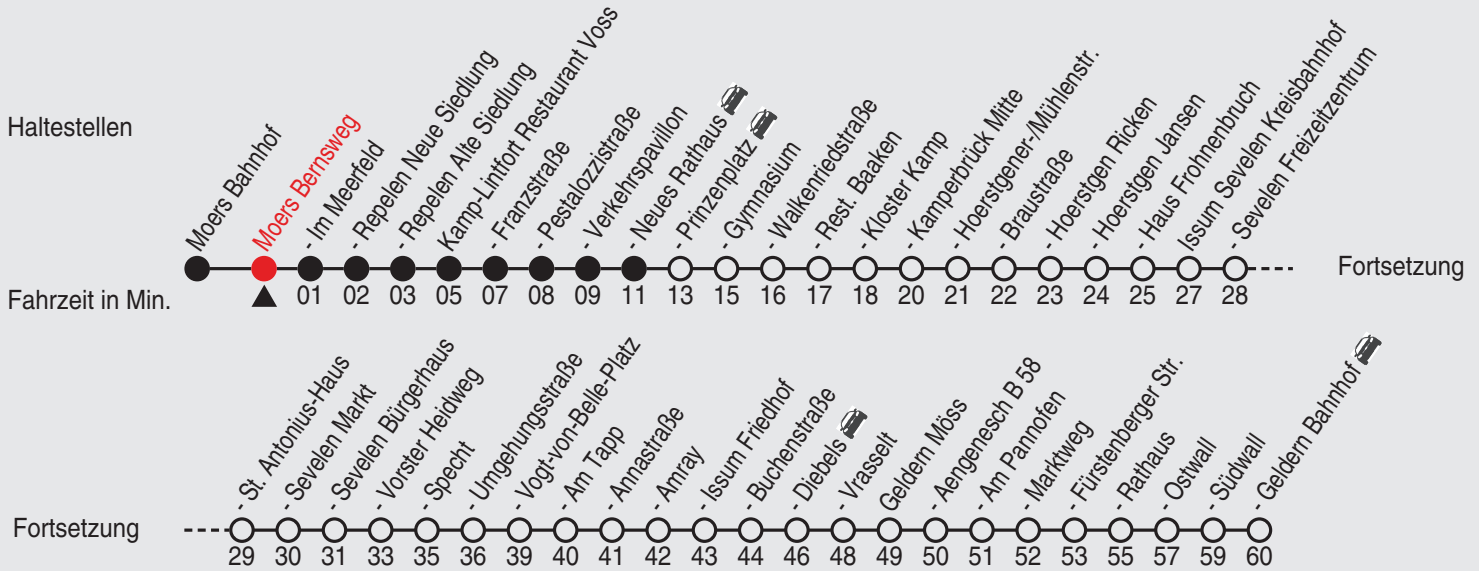 Haltestellen
Moers Bahnhof
Moers Bernsweg
- Im Meerfeld
- Repelen Neue Siedlung
- Repelen Alte Siedlung
Kamp-Lintfort Restaurant Voss
- Franzstraße
- Pestalozzistraße
- Verkehrspavillon
- Neues Rathaus
- Prinzenplatz
- Gymnasium
- Walkenriedstraße
- Rest. Baaken
- Kloster Kamp
- Kamperbrück Mitte
- Hoerstgener-/Mühlenstr.
- Braustraße
- Hoerstgen Ricken
- Hoerstgen Jansen
- Haus Frohnenbruch
Issum Sevelen Kreisbahnhof
- Sevelen Freizeitzentrum
Fortsetzung
Fahrzeit in Min.
01 02 03 05 07 08 09 11 13 15 16 17 18 20 21 22 23 24 25 27 28
- St. Antonius-Haus
- Sevelen Markt
- Sevelen Bürgerhaus
- Vorster Heidweg
- Specht
- Umgehungsstraße
- Vogt-von-Belle-Platz
- Am Tapp
- Annastraße
- Amray
- Issum Friedhof
- Buchenstraße
- Diebels
- Vrasselt
Geldern Möss
- Aengenesch B 58
- Am Pannofen
- Marktweg
- Fürstenberger Str.
- Rathaus
- Ostwall
- Südwall
- Geldern Bahnhof
Fortsetzung
29 30 31 33 35 36 39 40 41 42 43 44 46 48 49 50 51 52 53 55 57 59 60